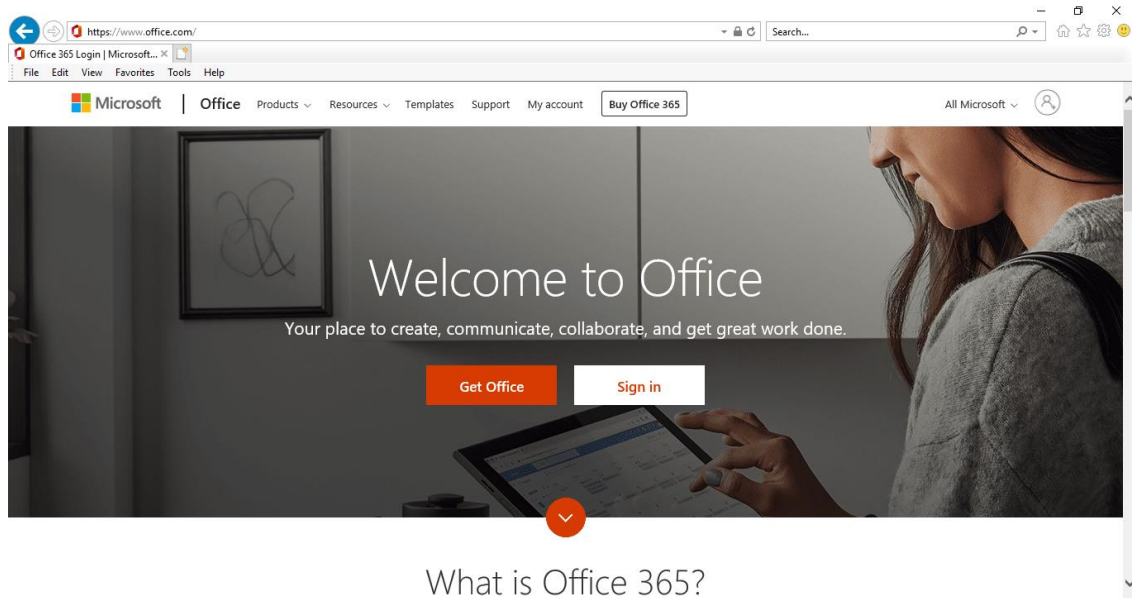 https://www.office.com/
Search...
Office 365 Login | Microsoft...
File Edit View Favorites Tools Help
Microsoft Office Products Resources Templates Support My account Buy Office 365 All Microsoft
Welcome to Office
Your place to create, communicate, collaborate, and get great work done.
Get Office Sign in
What is Office 365?